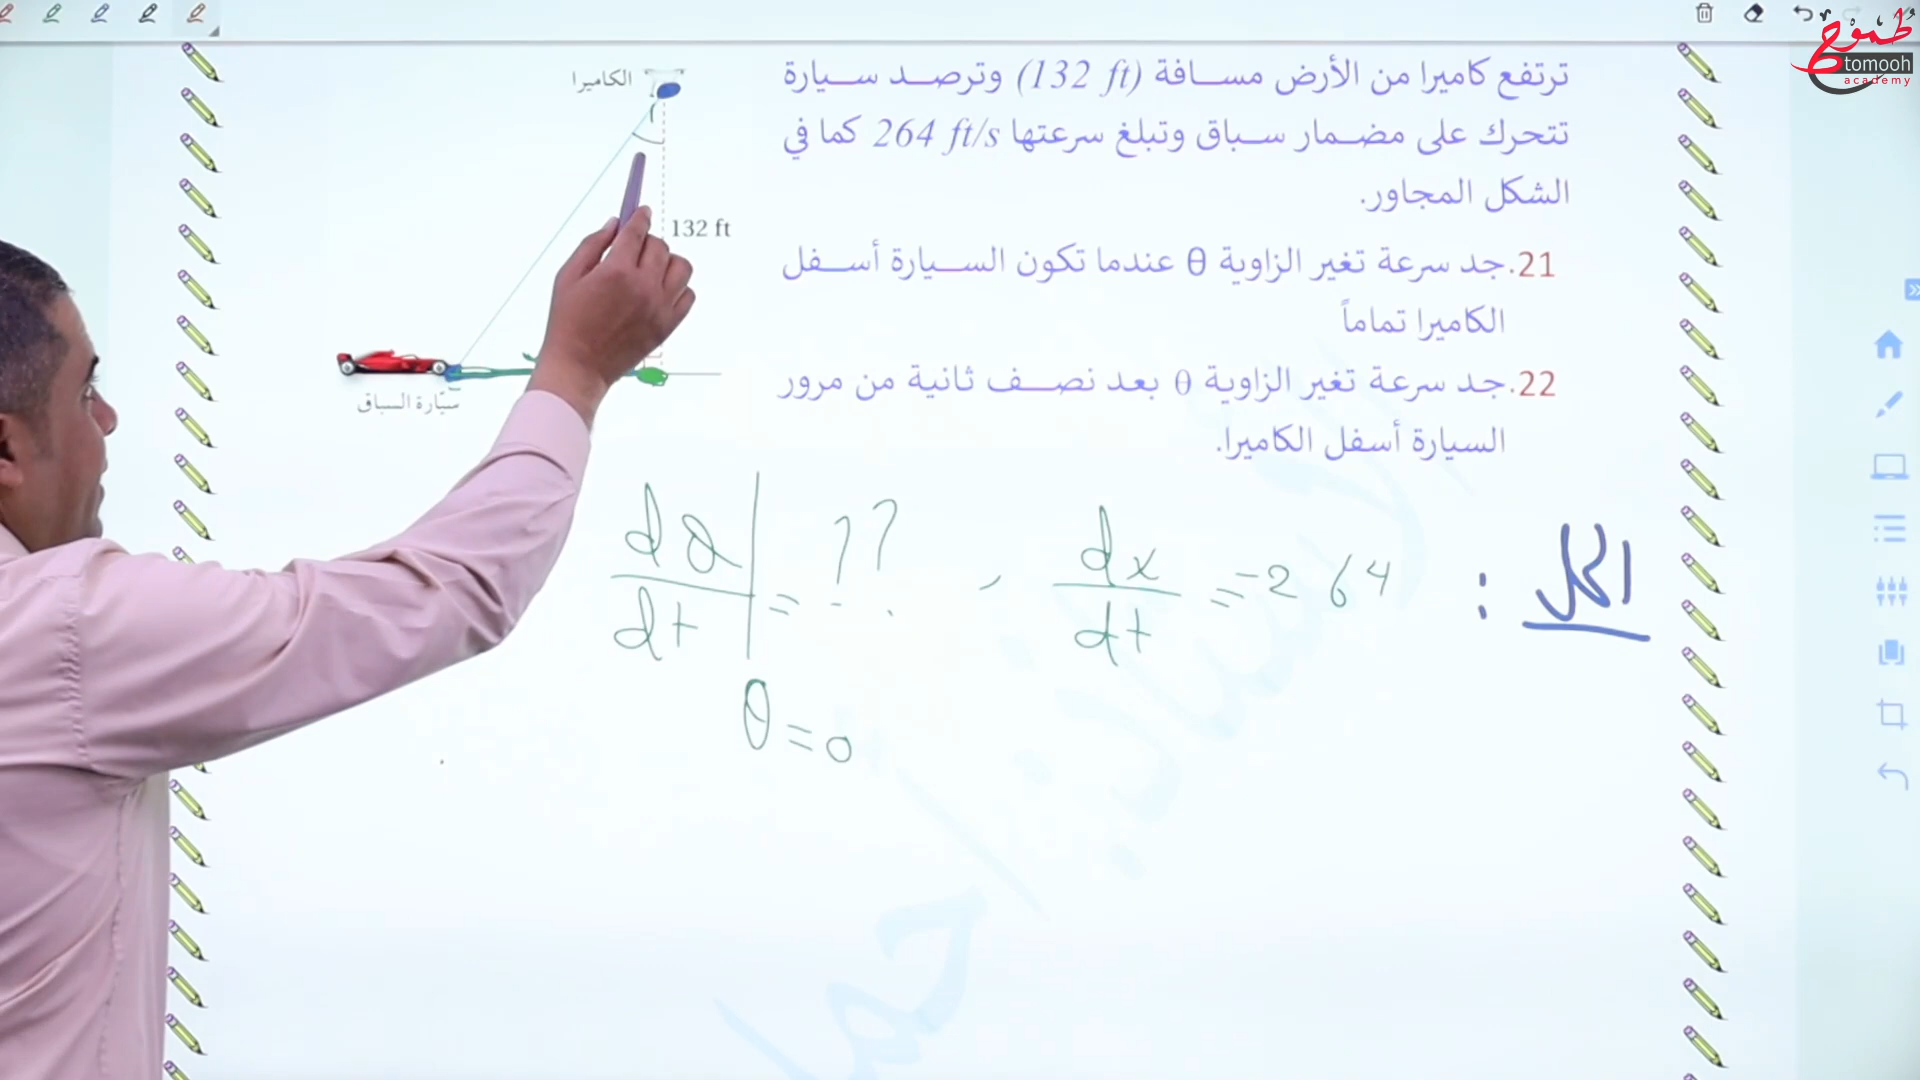 طموح
tomooh
academy
ترتفع كاميرا من الأرض مسافة (132 ft) وترصد سيارة
تتحرك على مضمار سباق وتبلغ سرعتها 264 ft/s كما في
الشكل المجاور.
21. جد سرعة تغير الزاوية θ عندما تكون السيارة أسفل
الكاميرا تماماً
22. جد سرعة تغير الزاوية θ بعد نصف ثانية من مرور
السيارة أسفل الكاميرا.
الكاميرا
132 ft
سيّارة السباق
الحل :
dx/dt = -264 ,
dθ/dt | = ??
θ = 0